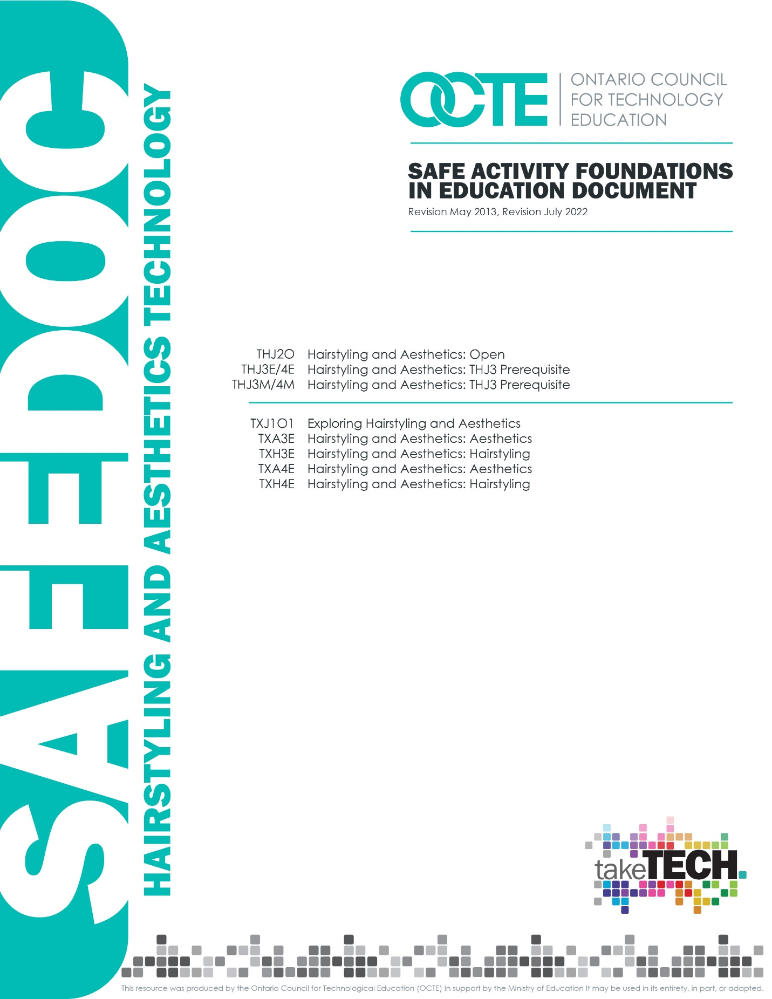 SAFEDOC
HAIRSTYLING AND AESTHETICS TECHNOLOGY
OCTE
ONTARIO COUNCIL
FOR TECHNOLOGY
EDUCATION
SAFE ACTIVITY FOUNDATIONS
IN EDUCATION DOCUMENT
Revision May 2013, Revision July 2022
THJ2O Hairstyling and Aesthetics: Open
THJ3E/4E Hairstyling and Aesthetics: THJ3 Prerequisite
THJ3M/4M Hairstyling and Aesthetics: THJ3 Prerequisite
TXJ1O1 Exploring Hairstyling and Aesthetics
TXA3E Hairstyling and Aesthetics: Aesthetics
TXH3E Hairstyling and Aesthetics: Hairstyling
TXA4E Hairstyling and Aesthetics: Aesthetics
TXH4E Hairstyling and Aesthetics: Hairstyling
takeTECH
This resource was produced by the Ontario Council for Technological Education (OCTE) In support by the Ministry of Education It may be used in its entirety, in part, or adapted.